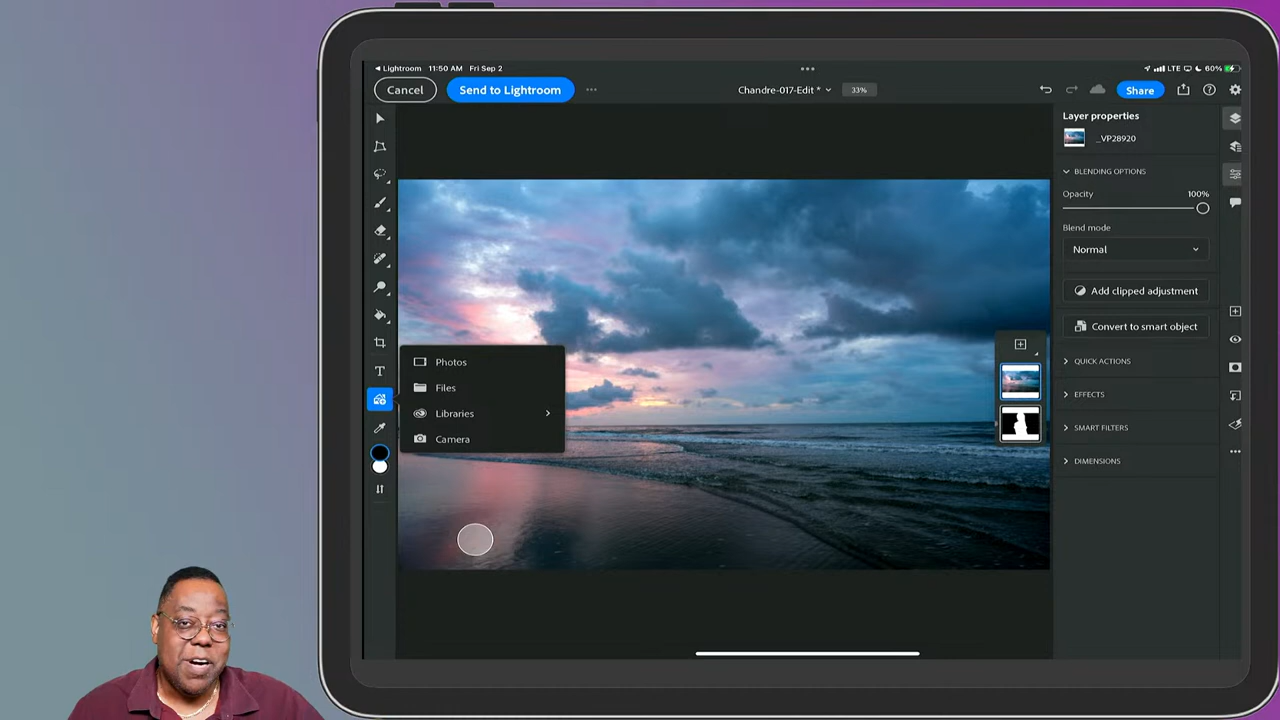 Lightroom 11:50 AM Fri Sep 2
LTE 60%
Cancel
Send to Lightroom
Chandre-017-Edit *
33%
Share
Layer properties
_VP28920
BLENDING OPTIONS
Opacity 100%
Blend mode
Normal
Add clipped adjustment
Convert to smart object
QUICK ACTIONS
EFFECTS
SMART FILTERS
DIMENSIONS
T
Photos
Files
Libraries
Camera